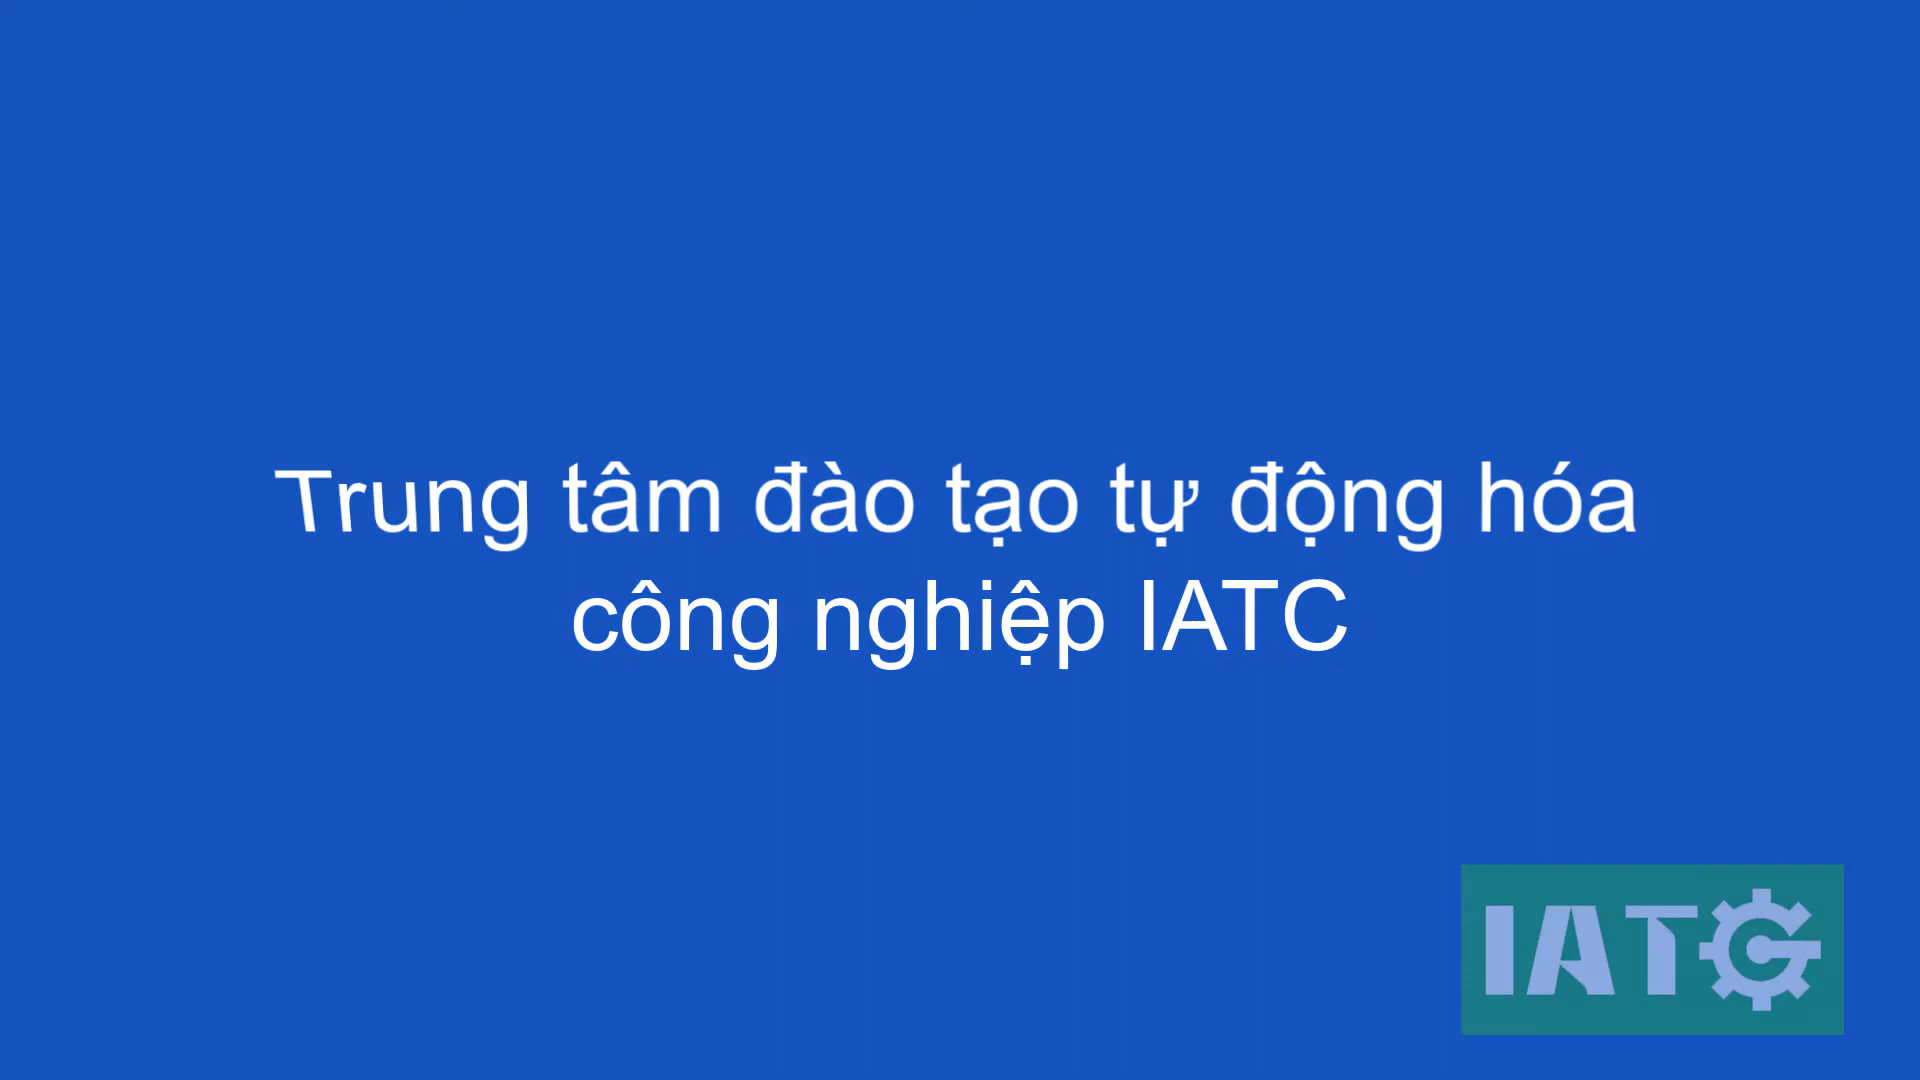 Trung tâm đào tạo tự động hóa
công nghiệp IATC
IATC